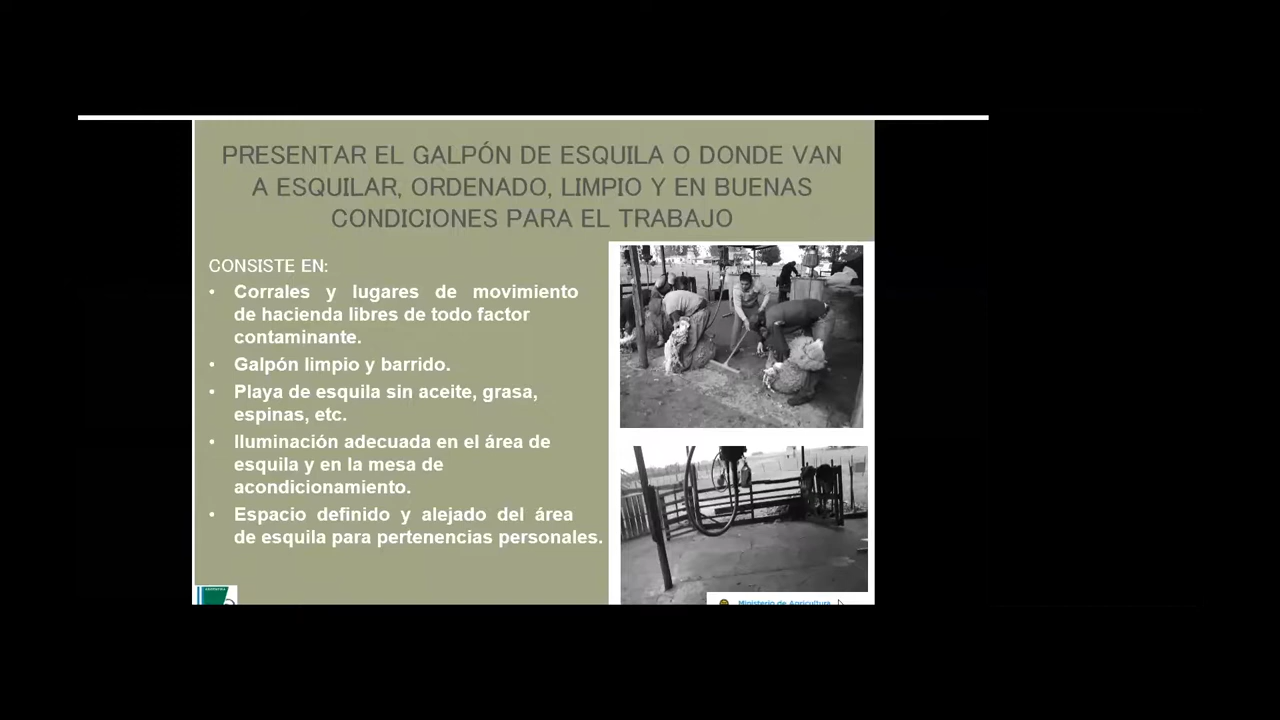 PRESENTAR EL GALPÓN DE ESQUILA O DONDE VAN
A ESQUILAR, ORDENADO, LIMPIO Y EN BUENAS
CONDICIONES PARA EL TRABAJO
CONSISTE EN:
• Corrales y lugares de movimiento
de hacienda libres de todo factor
contaminante.
• Galpón limpio y barrido.
• Playa de esquila sin aceite, grasa,
espinas, etc.
• Iluminación adecuada en el área de
esquila y en la mesa de
acondicionamiento.
• Espacio definido y alejado del área
de esquila para pertenencias personales.
Ministerio de Agricultura